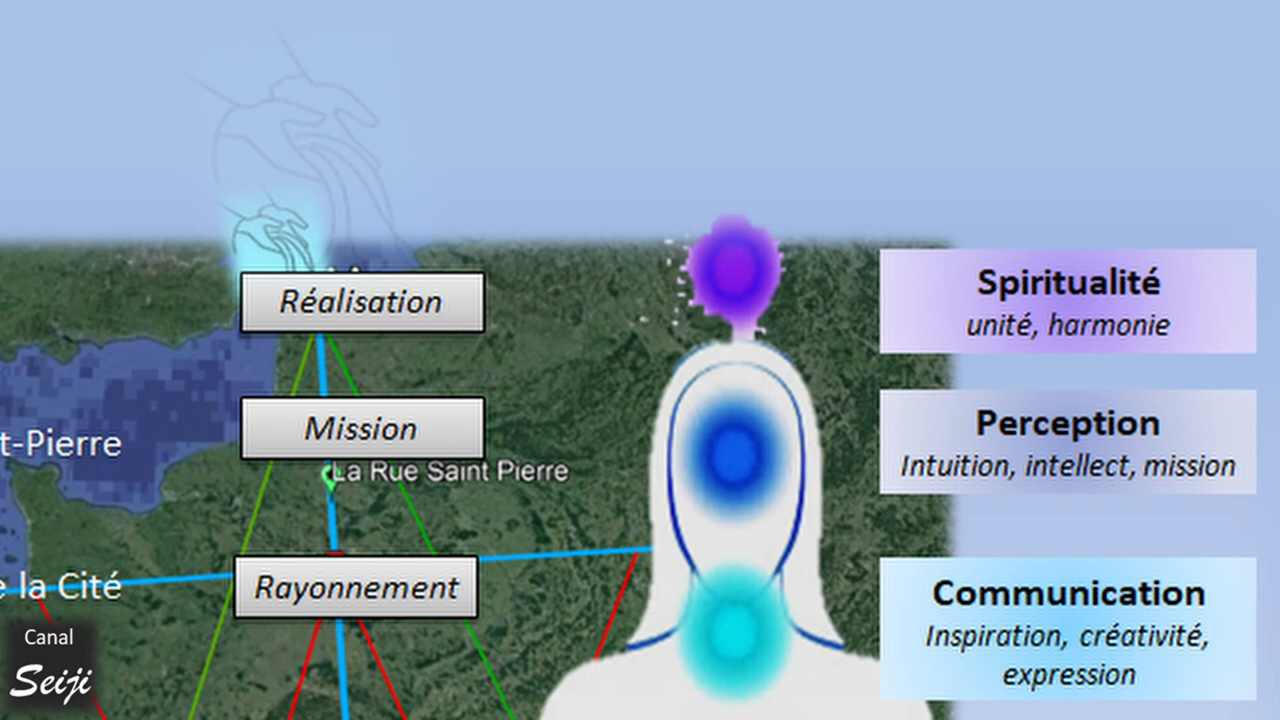 Réalisation
Spiritualité
unité, harmonie
Mission
Perception
Intuition, intellect, mission
t-Pierre
La Rue Saint Pierre
Rayonnement
e la Cité
Communication
Inspiration, créativité,
expression
Canal
Seiji